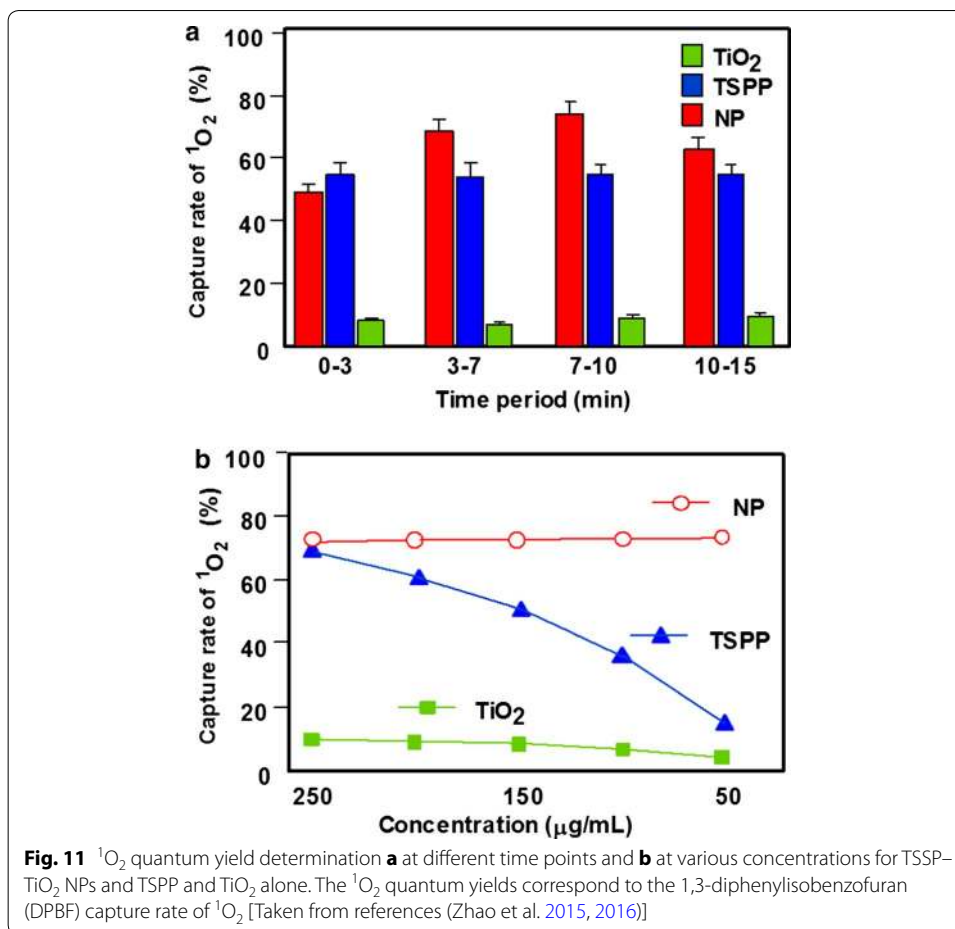 a
100
80
60
40
20
0
Capture rate of ¹O₂ (%)
TiO₂
TSPP
NP
0-3 3-7 7-10 10-15
Time period (min)
b
100
80
60
40
20
0
Capture rate of ¹O₂ (%)
NP
TSPP
TiO₂
250 150 50
Concentration (μg/mL)
Fig. 11 ¹O₂ quantum yield determination a at different time points and b at various concentrations for TSSP–
TiO₂ NPs and TSPP and TiO₂ alone. The ¹O₂ quantum yields correspond to the 1,3-diphenylisobenzofuran
(DPBF) capture rate of ¹O₂ [Taken from references (Zhao et al. 2015, 2016)]